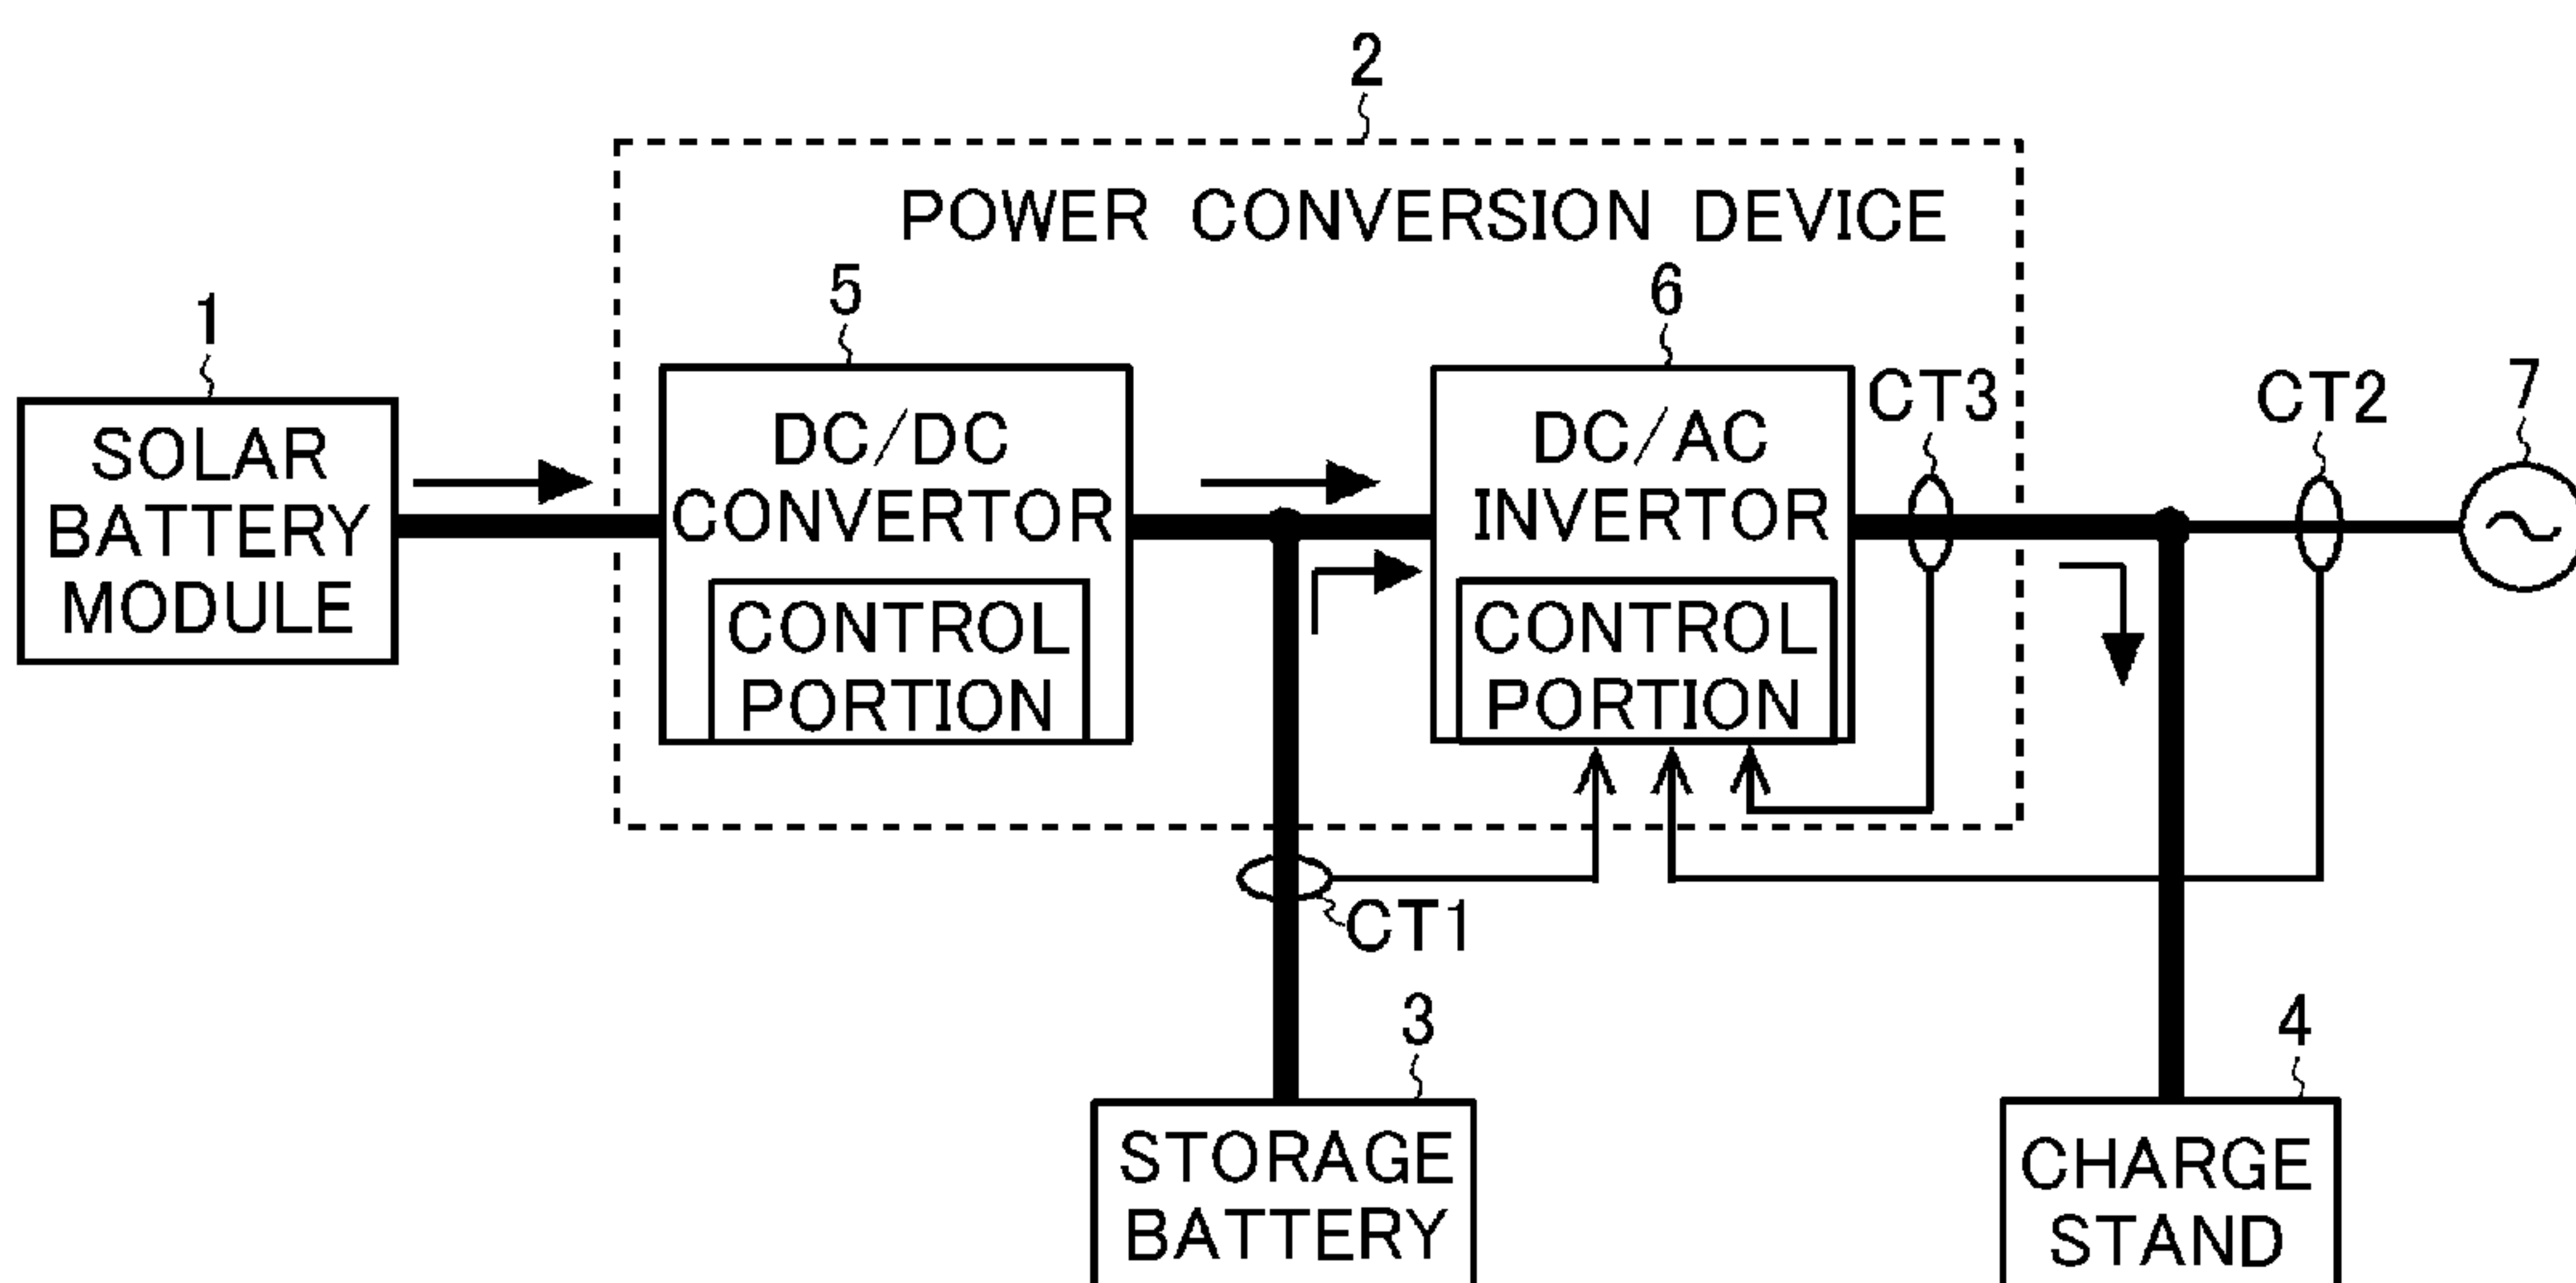 2
POWER CONVERSION DEVICE
1
5
6
CT3
CT2
7
SOLAR
BATTERY
MODULE
DC/DC
CONVERTOR
CONTROL
PORTION
DC/AC
INVERTOR
CONTROL
PORTION
CT1
3
4
STORAGE
BATTERY
CHARGE
STAND